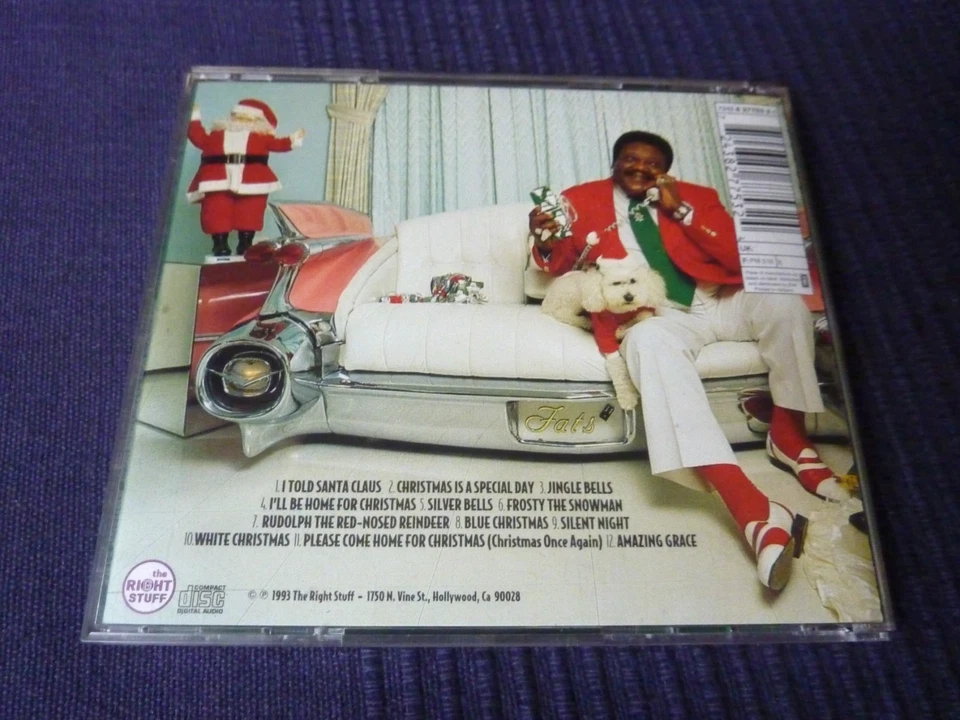 7 24382 77532
UK:
Fats
1. I TOLD SANTA CLAUS 2. CHRISTMAS IS A SPECIAL DAY 3. JINGLE BELLS
4. I'LL BE HOME FOR CHRISTMAS 5. SILVER BELLS 6. FROSTY THE SNOWMAN
7. RUDOLPH THE RED-NOSED REINDEER 8. BLUE CHRISTMAS 9. SILENT NIGHT
10. WHITE CHRISTMAS 11. PLEASE COME HOME FOR CHRISTMAS (Christmas Once Again) 12. AMAZING GRACE
the
RIGHT
STUFF
COMPACT
disc
DIGITAL AUDIO
© ℗ 1993 The Right Stuff - 1750 N. Vine St., Hollywood, Ca 90028